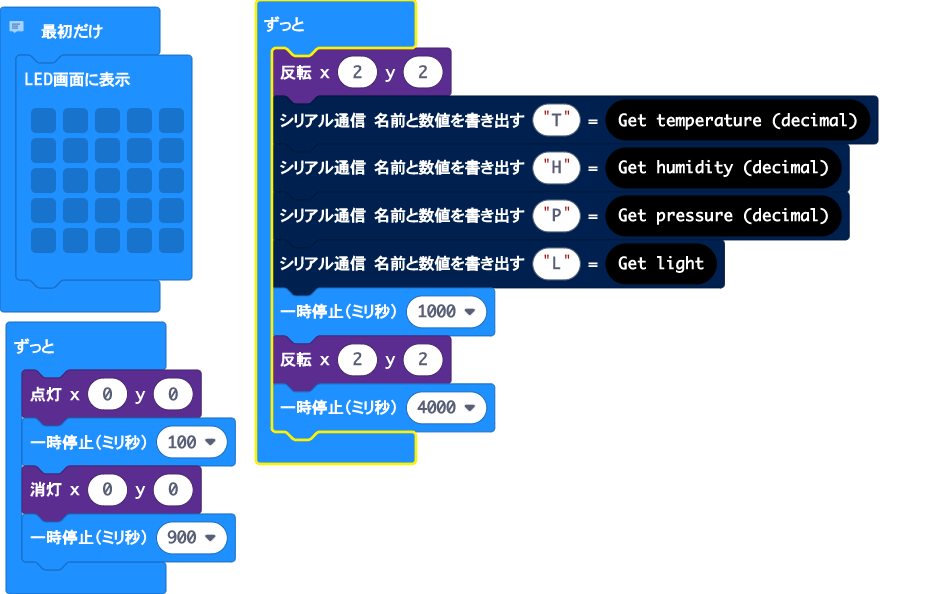 最初だけ
LED画面に表示
ずっと
点灯 x 0 y 0
一時停止(ミリ秒) 100
消灯 x 0 y 0
一時停止(ミリ秒) 900
ずっと
反転 x 2 y 2
シリアル通信 名前と数値を書き出す "T" = Get temperature (decimal)
シリアル通信 名前と数値を書き出す "H" = Get humidity (decimal)
シリアル通信 名前と数値を書き出す "P" = Get pressure (decimal)
シリアル通信 名前と数値を書き出す "L" = Get light
一時停止(ミリ秒) 1000
反転 x 2 y 2
一時停止(ミリ秒) 4000